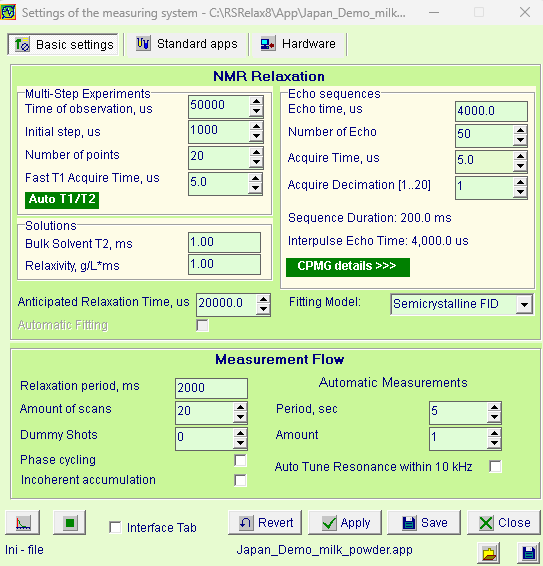 Settings of the measuring system - C:\RSRelax8\App\Japan_Demo_milk...
Basic settings
Standard apps
Hardware
NMR Relaxation
Multi-Step Experiments
Time of observation, us 50000
Initial step, us 1000
Number of points 20
Fast T1 Acquire Time, us 5.0
Auto T1/T2
Solutions
Bulk Solvent T2, ms 1.00
Relaxivity, g/L*ms 1.00
Echo sequences
Echo time, us 4000.0
Number of Echo 50
Acquire Time, us 5.0
Acquire Decimation [1..20] 1
Sequence Duration: 200.0 ms
Interpulse Echo Time: 4,000.0 us
CPMG details >>>
Anticipated Relaxation Time, us 20000.0
Fitting Model: Semicrystalline FID
Automatic Fitting
Measurement Flow
Relaxation period, ms 2000
Amount of scans 20
Dummy Shots 0
Phase cycling
Incoherent accumulation
Automatic Measurements
Period, sec 5
Amount 1
Auto Tune Resonance within 10 kHz
Interface Tab
Revert
Apply
Save
Close
Ini - file
Japan_Demo_milk_powder.app